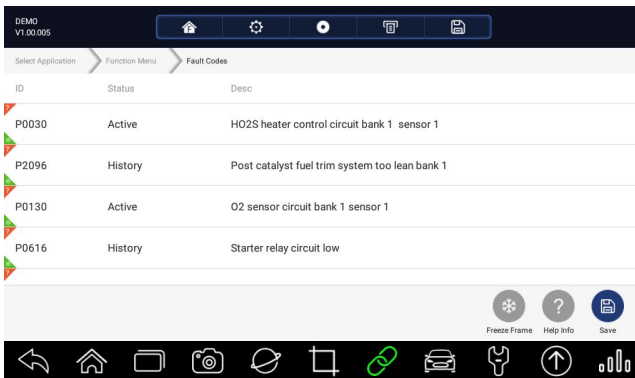 DEMO
V1.00.005
Select Application Function Menu Fault Codes
ID Status Desc
P0030 Active HO2S heater control circuit bank 1 sensor 1
P2096 History Post catalyst fuel trim system too lean bank 1
P0130 Active O2 sensor circuit bank 1 sensor 1
P0616 History Starter relay circuit low
Freeze Frame Help Info Save